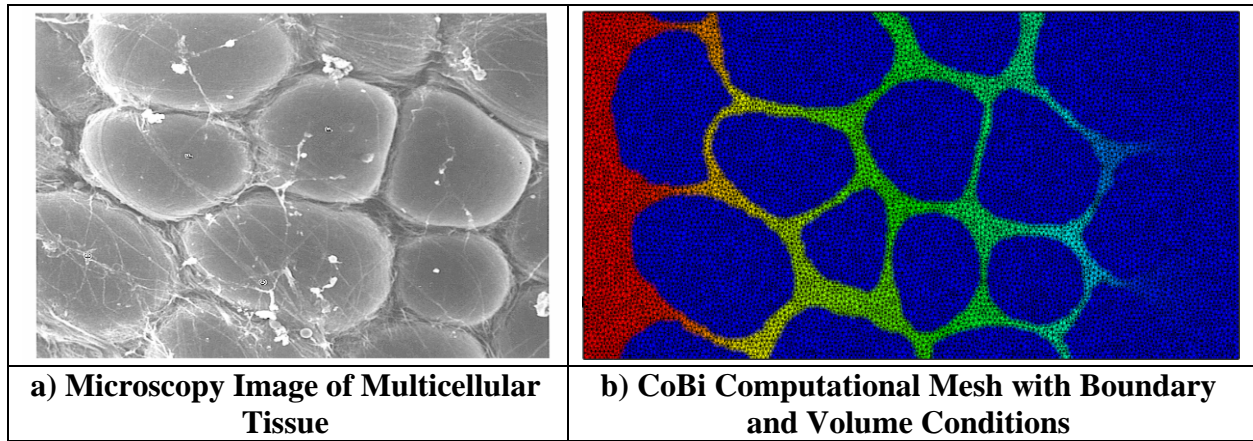 a) Microscopy Image of Multicellular
Tissue
b) CoBi Computational Mesh with Boundary
and Volume Conditions